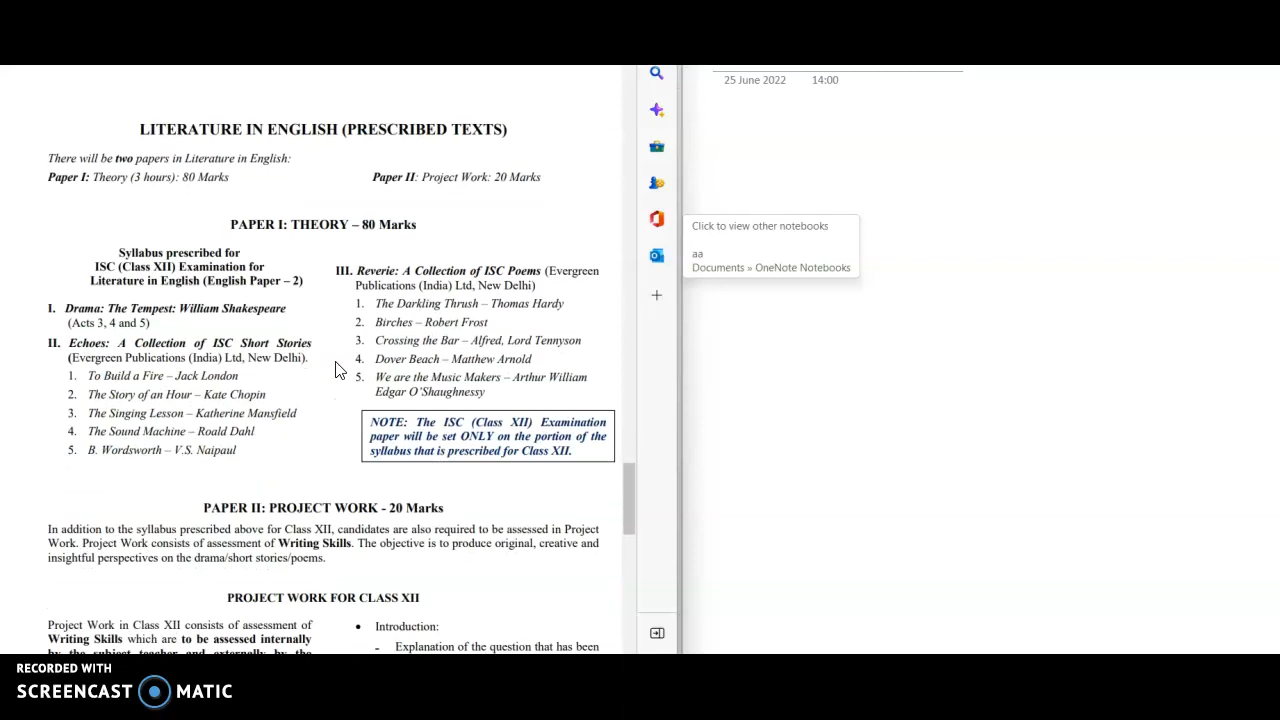 25 June 2022 14:00
LITERATURE IN ENGLISH (PRESCRIBED TEXTS)
There will be two papers in Literature in English:
Paper I: Theory (3 hours): 80 Marks Paper II: Project Work: 20 Marks
PAPER I: THEORY – 80 Marks
Syllabus prescribed for
ISC (Class XII) Examination for
Literature in English (English Paper – 2)
I. Drama: The Tempest: William Shakespeare
(Acts 3, 4 and 5)
II. Echoes: A Collection of ISC Short Stories
(Evergreen Publications (India) Ltd, New Delhi).
1. To Build a Fire – Jack London
2. The Story of an Hour – Kate Chopin
3. The Singing Lesson – Katherine Mansfield
4. The Sound Machine – Roald Dahl
5. B. Wordsworth – V.S. Naipaul
III. Reverie: A Collection of ISC Poems (Evergreen
Publications (India) Ltd, New Delhi)
1. The Darkling Thrush – Thomas Hardy
2. Birches – Robert Frost
3. Crossing the Bar – Alfred, Lord Tennyson
4. Dover Beach – Matthew Arnold
5. We are the Music Makers – Arthur William
Edgar O'Shaughnessy
NOTE: The ISC (Class XII) Examination
paper will be set ONLY on the portion of the
syllabus that is prescribed for Class XII.
PAPER II: PROJECT WORK - 20 Marks
In addition to the syllabus prescribed above for Class XII, candidates are also required to be assessed in Project
Work. Project Work consists of assessment of Writing Skills. The objective is to produce original, creative and
insightful perspectives on the drama/short stories/poems.
PROJECT WORK FOR CLASS XII
Project Work in Class XII consists of assessment of
Writing Skills which are to be assessed internally
by the subject teacher and externally by the
• Introduction:
- Explanation of the question that has been
Click to view other notebooks
aa
Documents » OneNote Notebooks
RECORDED WITH
SCREENCAST MATIC